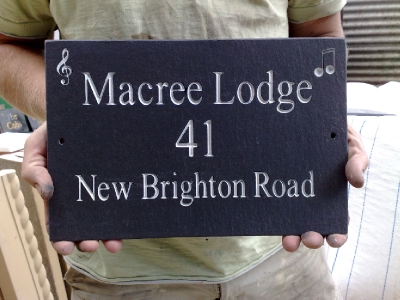 Macree Lodge
41
New Brighton Road